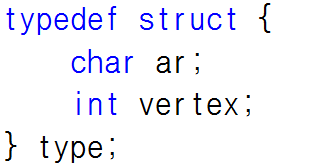 typedef struct {
    char ar;
    int vertex;
} type;